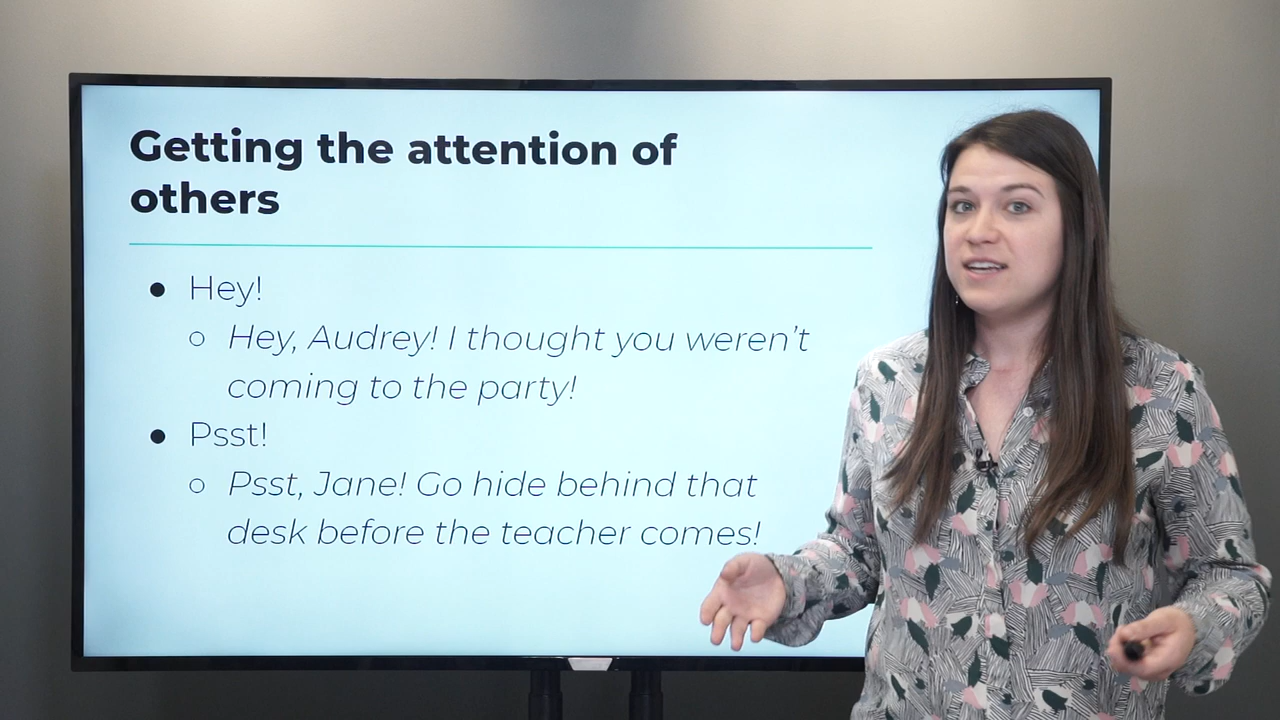 Getting the attention of
others
● Hey!
○ Hey, Audrey! I thought you weren’t
coming to the party!
● Psst!
○ Psst, Jane! Go hide behind that
desk before the teacher comes!